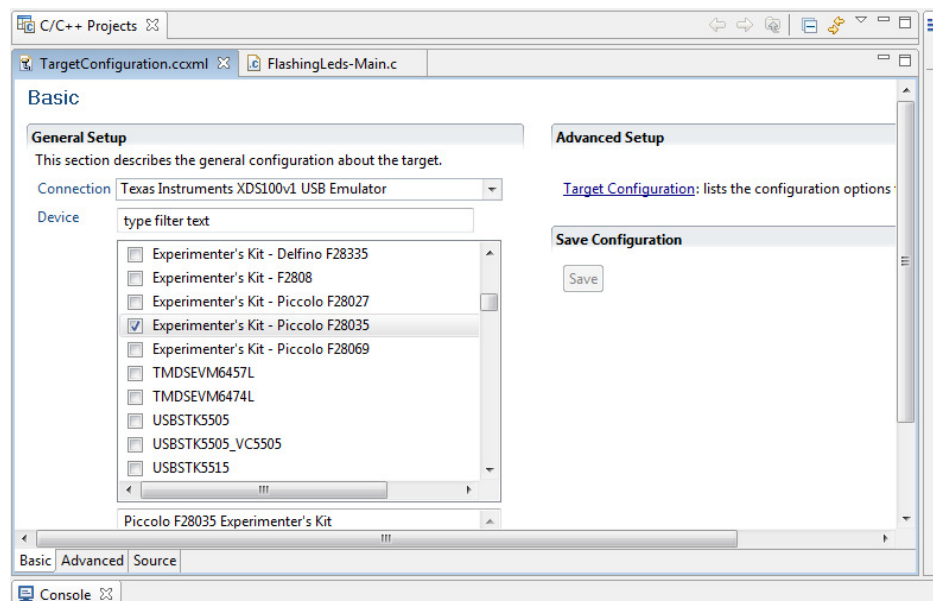 C/C++ Projects
TargetConfiguration.ccxml
FlashingLeds-Main.c
Basic
General Setup
This section describes the general configuration about the target.
Connection Texas Instruments XDS100v1 USB Emulator
Device type filter text
Experimenter's Kit - Delfino F28335
Experimenter's Kit - F2808
Experimenter's Kit - Piccolo F28027
Experimenter's Kit - Piccolo F28035
Experimenter's Kit - Piccolo F28069
TMDSEVM6457L
TMDSEVM6474L
USBSTK5505
USBSTK5505_VC5505
USBSTK5515
Piccolo F28035 Experimenter's Kit
Advanced Setup
Target Configuration: lists the configuration options
Save Configuration
Save
Basic Advanced Source
Console